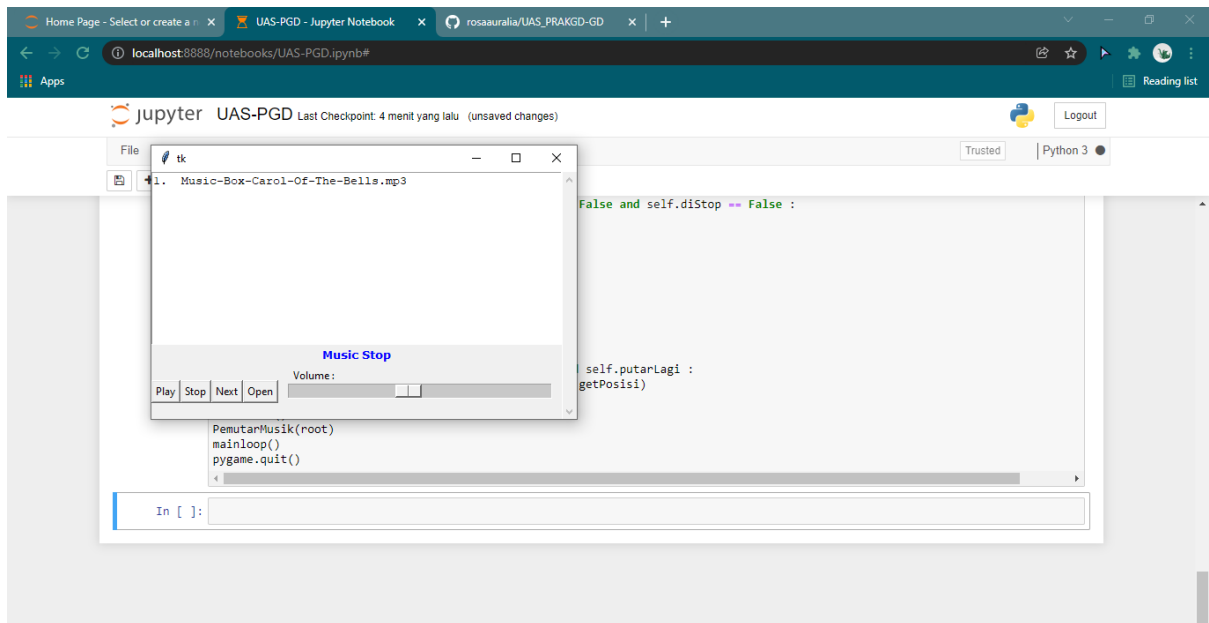 Home Page - Select or create a n
UAS-PGD - Jupyter Notebook
rosaauralia/UAS_PRAKGD-GD
localhost:8888/notebooks/UAS-PGD.ipynb#
Apps
Reading list
jupyter UAS-PGD Last Checkpoint: 4 menit yang lalu (unsaved changes)
Logout
File
Trusted
Python 3
tk
1. Music-Box-Carol-Of-The-Bells.mp3
False and self.diStop == False :
Music Stop
self.putarLagi :
Volume:
getPosisi)
Play Stop Next Open
PemutarMusik(root)
mainloop()
pygame.quit()
In [ ]: